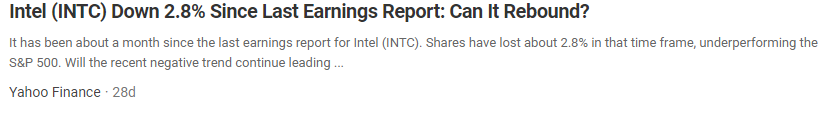 Intel (INTC) Down 2.8% Since Last Earnings Report: Can It Rebound?
It has been about a month since the last earnings report for Intel (INTC). Shares have lost about 2.8% in that time frame, underperforming the
S&P 500. Will the recent negative trend continue leading ...
Yahoo Finance · 28d